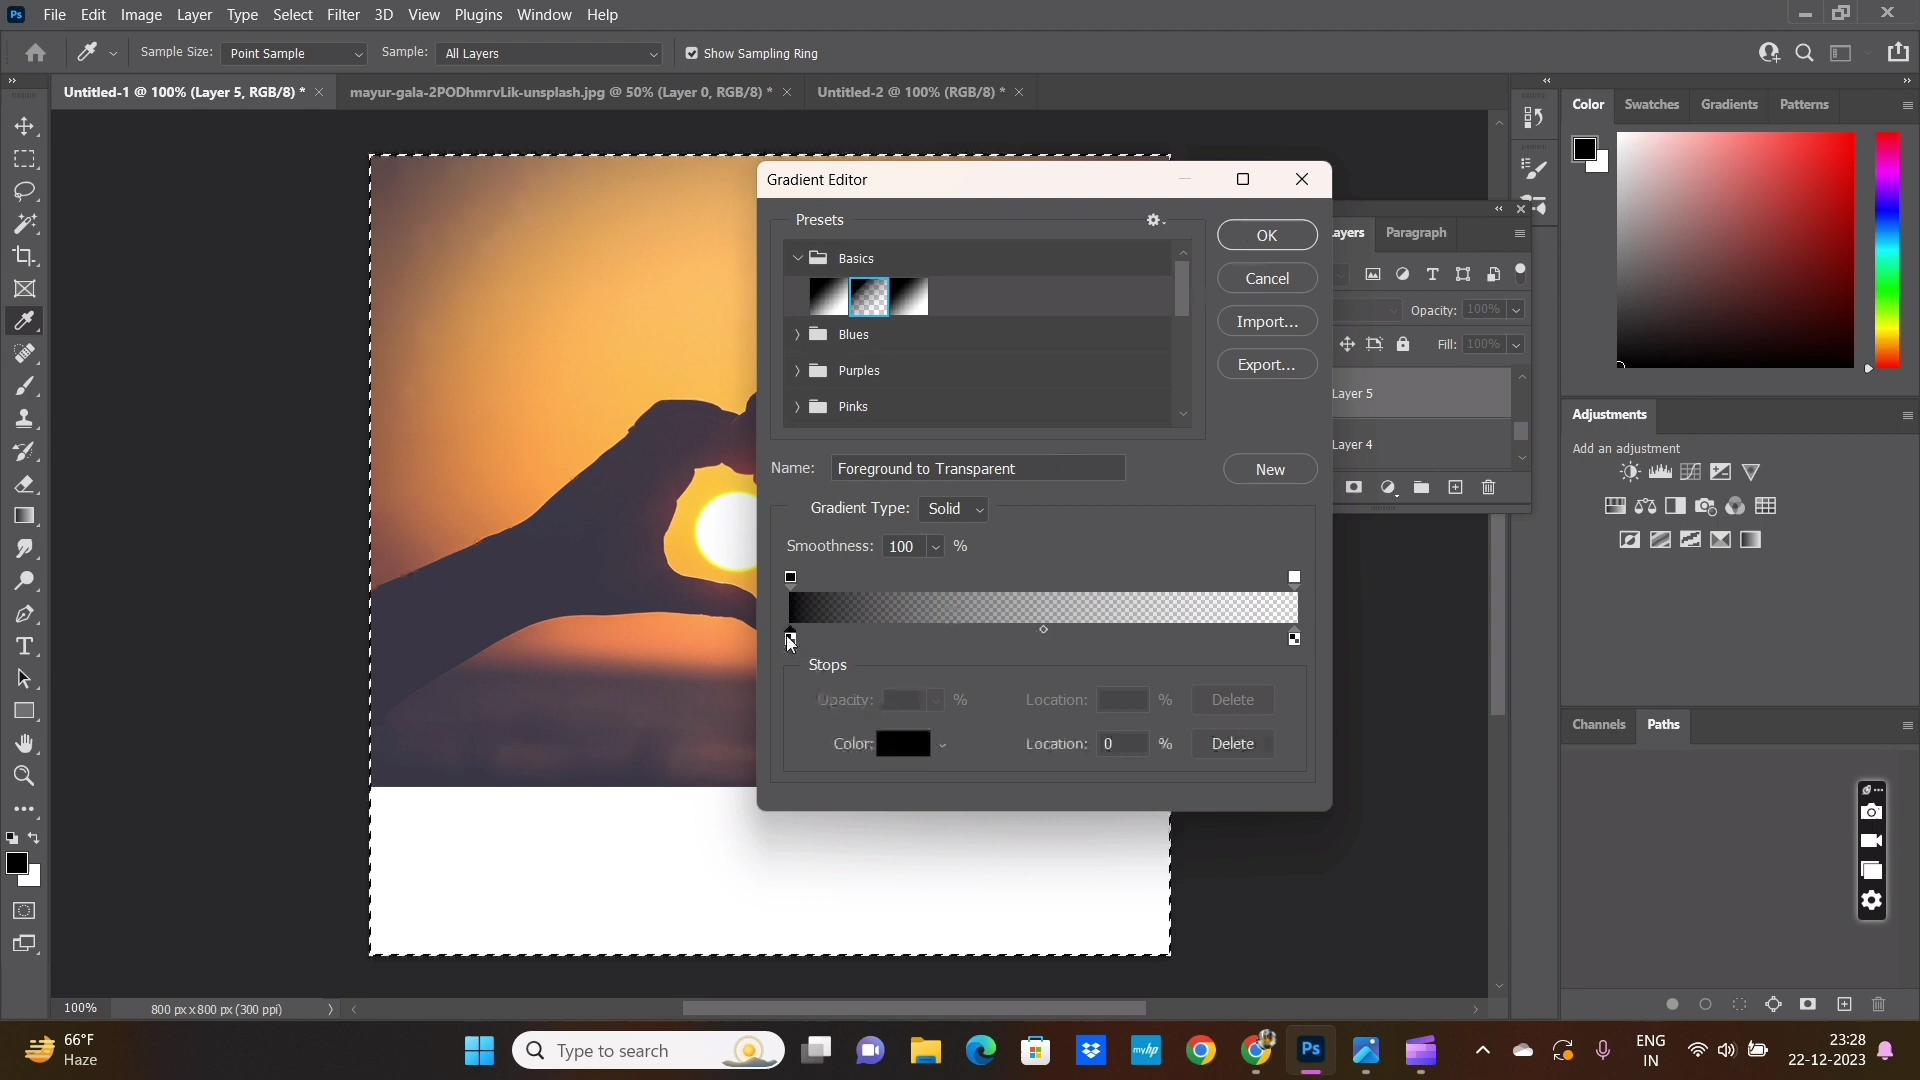 Ps File Edit Image Layer Type Select Filter 3D View Plugins Window Help
Sample Size: Point Sample Sample: All Layers Show Sampling Ring
Untitled-1 @ 100% (Layer 5, RGB/8) * mayur-gala-2PODhmrvLik-unsplash.jpg @ 50% (Layer 0, RGB/8) * Untitled-2 @ 100% (RGB/8) *
Color Swatches Gradients Patterns
Gradient Editor
Presets
Basics
Blues
Purples
Pinks
OK
Cancel
Import...
Export...
Name: Foreground to Transparent New
Gradient Type: Solid
Smoothness: 100 %
Stops
Opacity: % Location: % Delete
Color: Location: 0 % Delete
ayers Paragraph
Opacity: 100%
Fill: 100%
Layer 5
Layer 4
Adjustments
Add an adjustment
Channels Paths
100% 800 px x 800 px (300 ppi)
66°F
Haze
Type to search
myhp
Ps
ENG
IN
23:28
22-12-2023